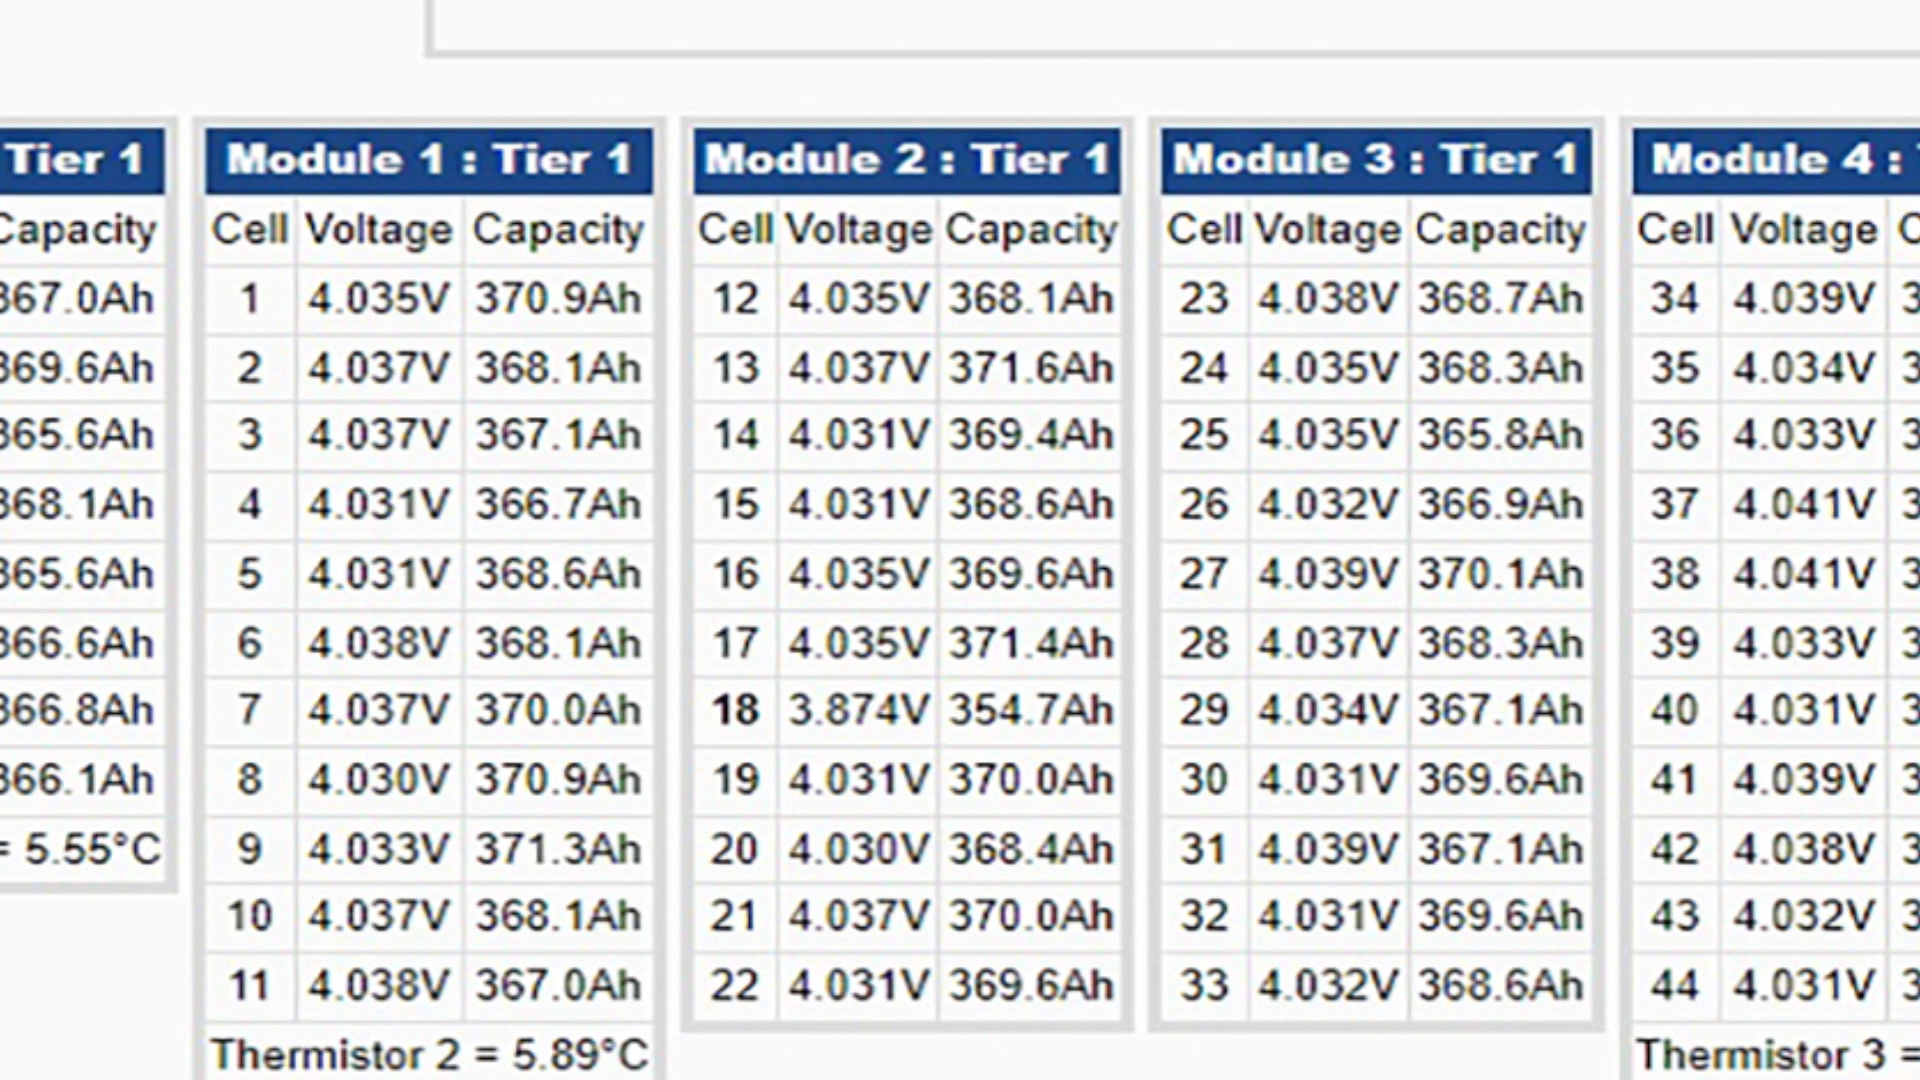 Tier 1
Capacity
367.0Ah
369.6Ah
365.6Ah
368.1Ah
365.6Ah
366.6Ah
366.8Ah
366.1Ah
= 5.55°C
Module 1 : Tier 1
Cell Voltage Capacity
1 4.035V 370.9Ah
2 4.037V 368.1Ah
3 4.037V 367.1Ah
4 4.031V 366.7Ah
5 4.031V 368.6Ah
6 4.038V 368.1Ah
7 4.037V 370.0Ah
8 4.030V 370.9Ah
9 4.033V 371.3Ah
10 4.037V 368.1Ah
11 4.038V 367.0Ah
Thermistor 2 = 5.89°C
Module 2 : Tier 1
Cell Voltage Capacity
12 4.035V 368.1Ah
13 4.037V 371.6Ah
14 4.031V 369.4Ah
15 4.031V 368.6Ah
16 4.035V 369.6Ah
17 4.035V 371.4Ah
18 3.874V 354.7Ah
19 4.031V 370.0Ah
20 4.030V 368.4Ah
21 4.037V 370.0Ah
22 4.031V 369.6Ah
Module 3 : Tier 1
Cell Voltage Capacity
23 4.038V 368.7Ah
24 4.035V 368.3Ah
25 4.035V 365.8Ah
26 4.032V 366.9Ah
27 4.039V 370.1Ah
28 4.037V 368.3Ah
29 4.034V 367.1Ah
30 4.031V 369.6Ah
31 4.039V 367.1Ah
32 4.031V 369.6Ah
33 4.032V 368.6Ah
Module 4 :
Cell Voltage
34 4.039V
35 4.034V
36 4.033V
37 4.041V
38 4.041V
39 4.033V
40 4.031V
41 4.039V
42 4.038V
43 4.032V
44 4.031V
Thermistor 3 =